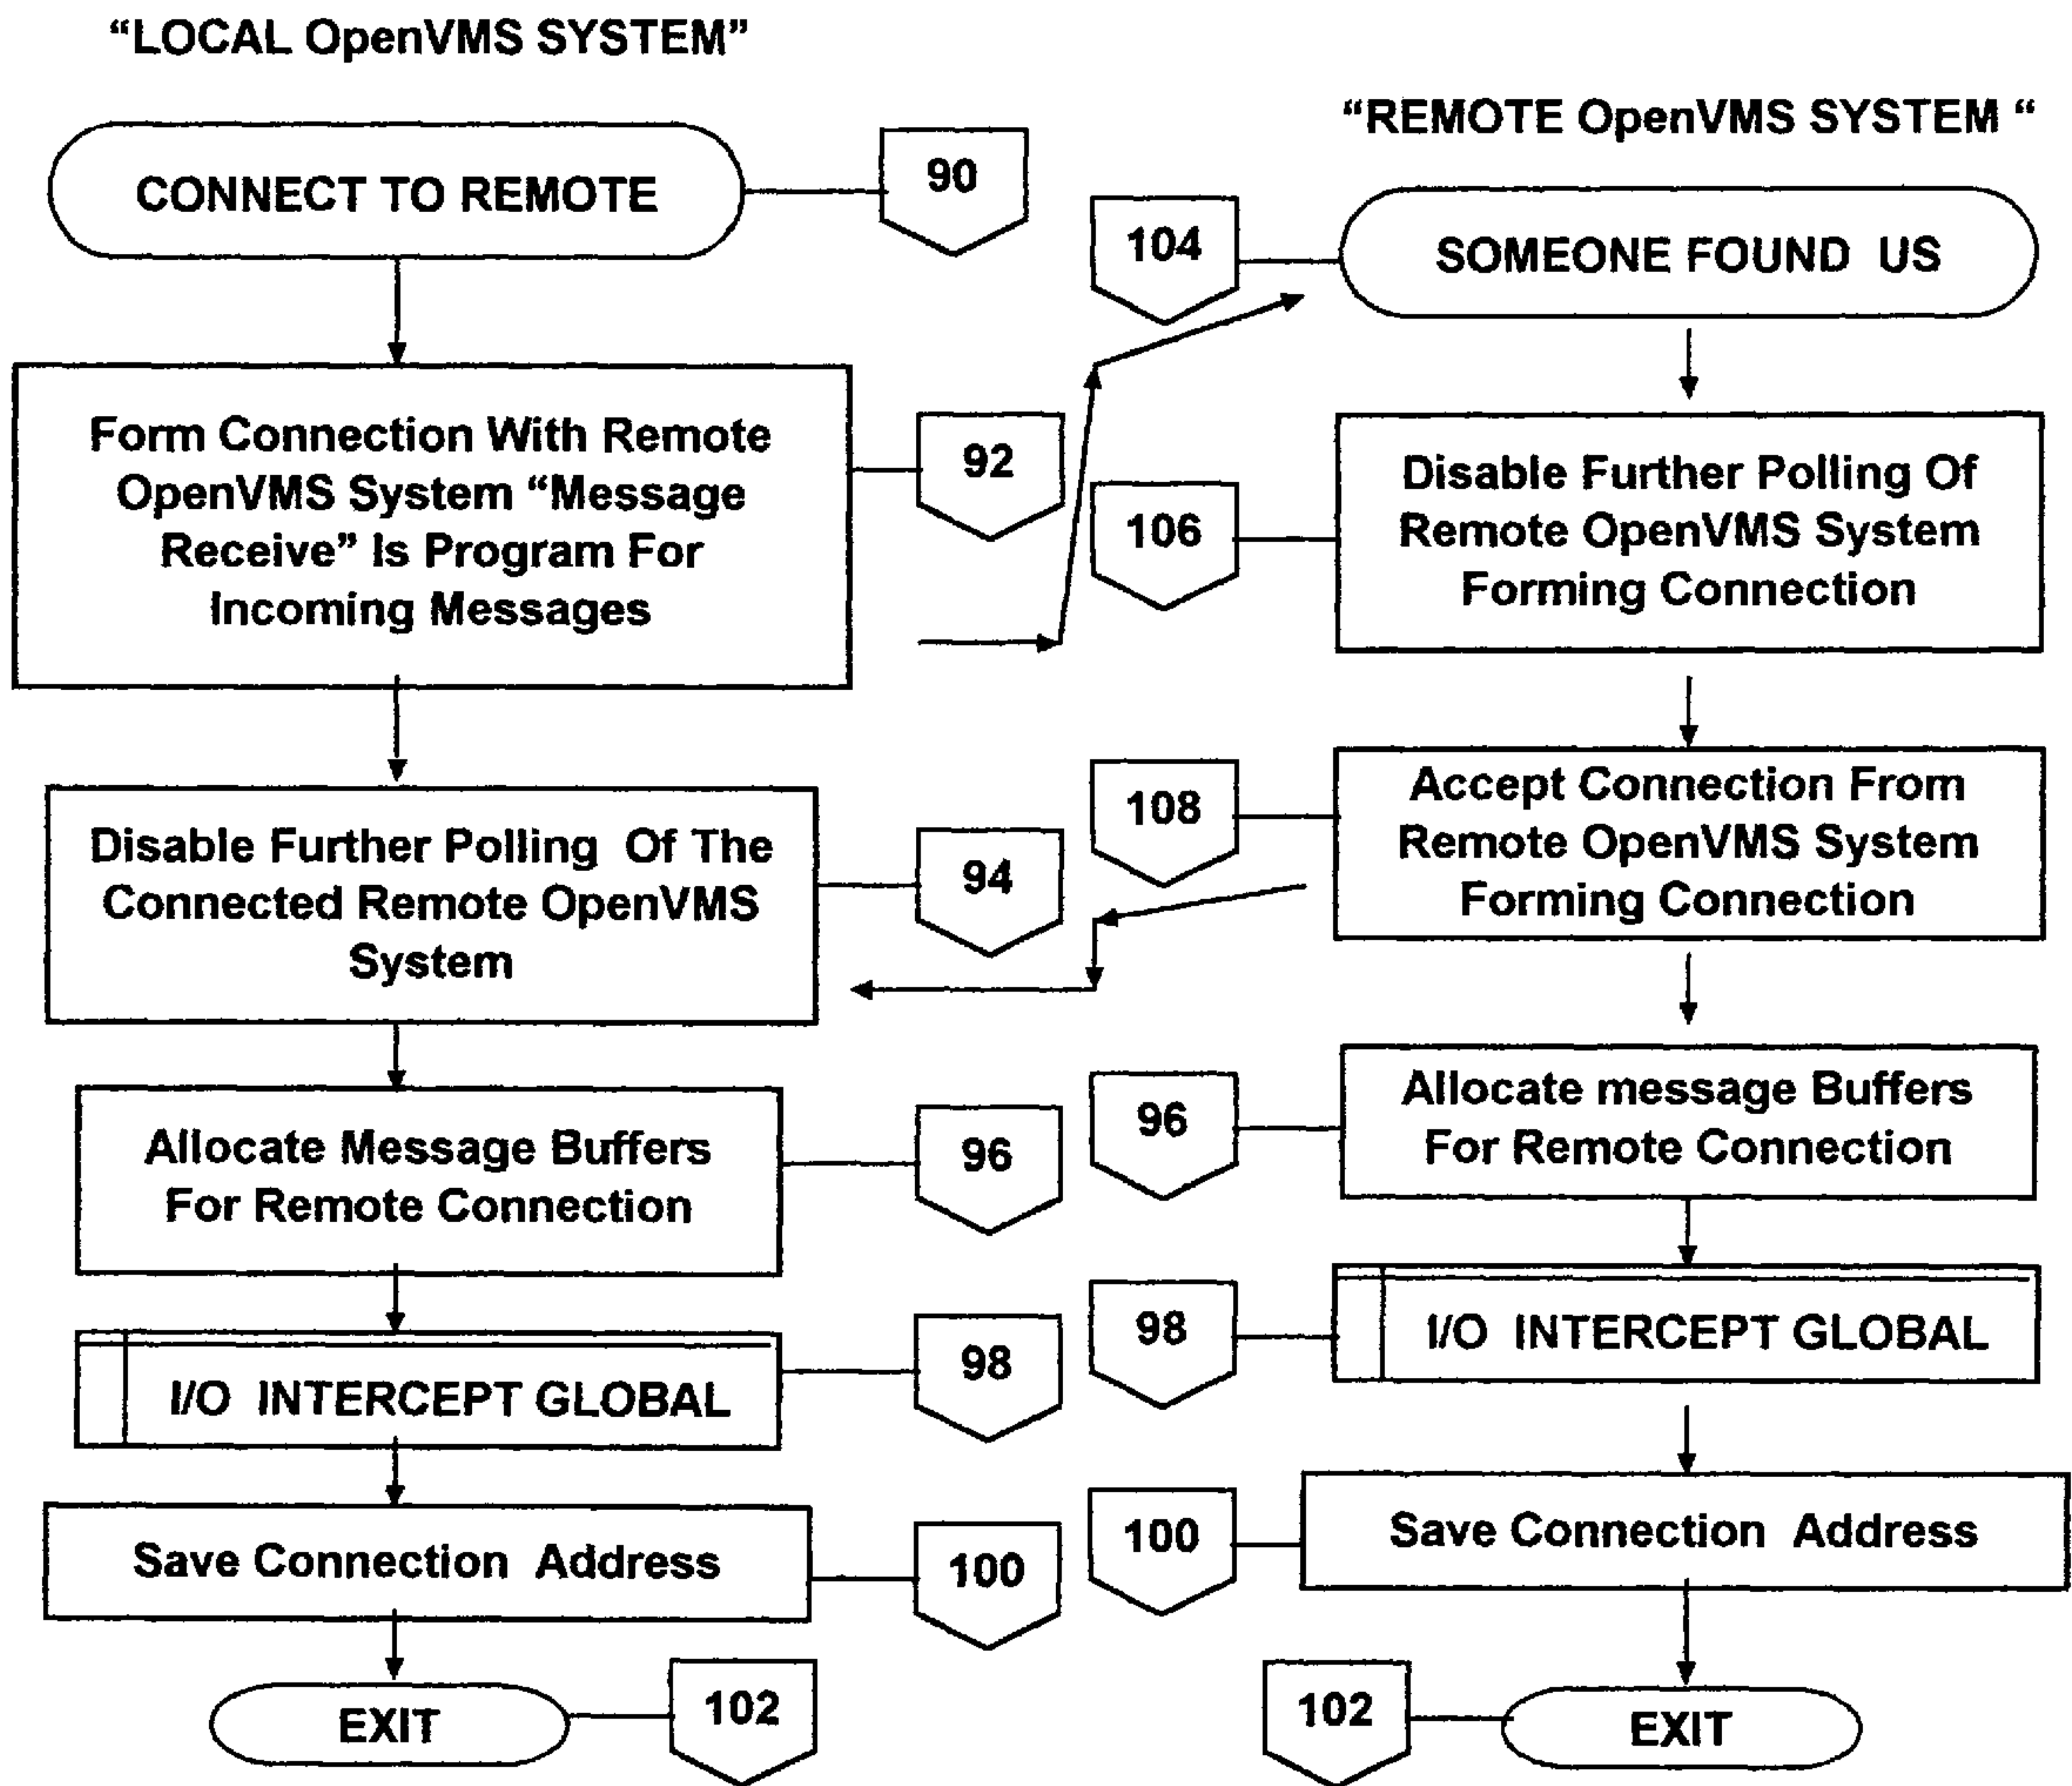 “LOCAL OpenVMS SYSTEM”
CONNECT TO REMOTE
90
Form Connection With Remote
OpenVMS System “Message
Receive” Is Program For
Incoming Messages
92
Disable Further Polling Of The
Connected Remote OpenVMS
System
94
Allocate Message Buffers
For Remote Connection
96
I/O INTERCEPT GLOBAL
98
Save Connection Address
100
EXIT
102
“REMOTE OpenVMS SYSTEM “
104
SOMEONE FOUND US
106
Disable Further Polling Of
Remote OpenVMS System
Forming Connection
108
Accept Connection From
Remote OpenVMS System
Forming Connection
96
Allocate message Buffers
For Remote Connection
98
I/O INTERCEPT GLOBAL
100
Save Connection Address
102
EXIT